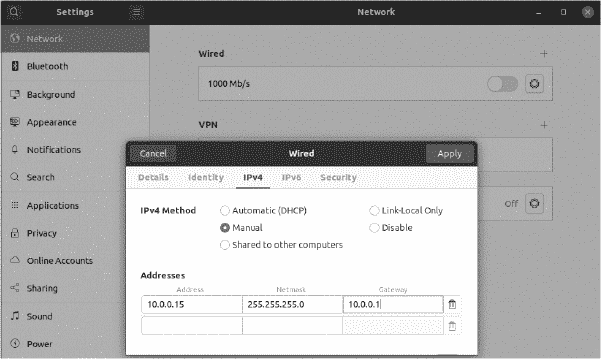 Settings
Network
Network
Bluetooth
Background
Appearance
Notifications
Search
Applications
Privacy
Online Accounts
Sharing
Sound
Power
Wired
1000 Mb/s
VPN
Off
Cancel
Wired
Apply
Details Identity IPv4 IPv6 Security
IPv4 Method
Automatic (DHCP)
Link-Local Only
Manual
Disable
Shared to other computers
Addresses
Address Netmask Gateway
10.0.0.15 255.255.255.0 10.0.0.1